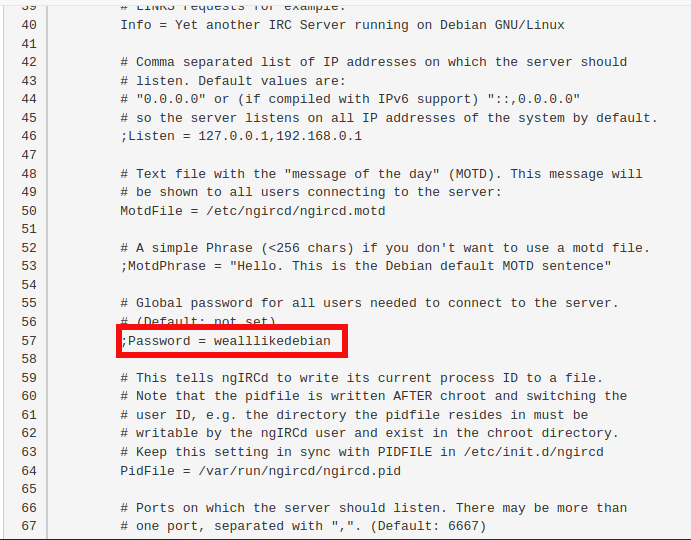 39 # LINKS requests for example.
40 Info = Yet another IRC Server running on Debian GNU/Linux
41
42 # Comma separated list of IP addresses on which the server should
43 # listen. Default values are:
44 # "0.0.0.0" or (if compiled with IPv6 support) "::,0.0.0.0"
45 # so the server listens on all IP addresses of the system by default.
46 ;Listen = 127.0.0.1,192.168.0.1
47
48 # Text file with the "message of the day" (MOTD). This message will
49 # be shown to all users connecting to the server:
50 MotdFile = /etc/ngircd/ngircd.motd
51
52 # A simple Phrase (<256 chars) if you don't want to use a motd file.
53 ;MotdPhrase = "Hello. This is the Debian default MOTD sentence"
54
55 # Global password for all users needed to connect to the server.
56 # (Default: not set)
57 ;Password = wealllikedebian
58
59 # This tells ngIRCd to write its current process ID to a file.
60 # Note that the pidfile is written AFTER chroot and switching the
61 # user ID, e.g. the directory the pidfile resides in must be
62 # writable by the ngIRCd user and exist in the chroot directory.
63 # Keep this setting in sync with PIDFILE in /etc/init.d/ngircd
64 PidFile = /var/run/ngircd/ngircd.pid
65
66 # Ports on which the server should listen. There may be more than
67 # one port, separated with ",". (Default: 6667)